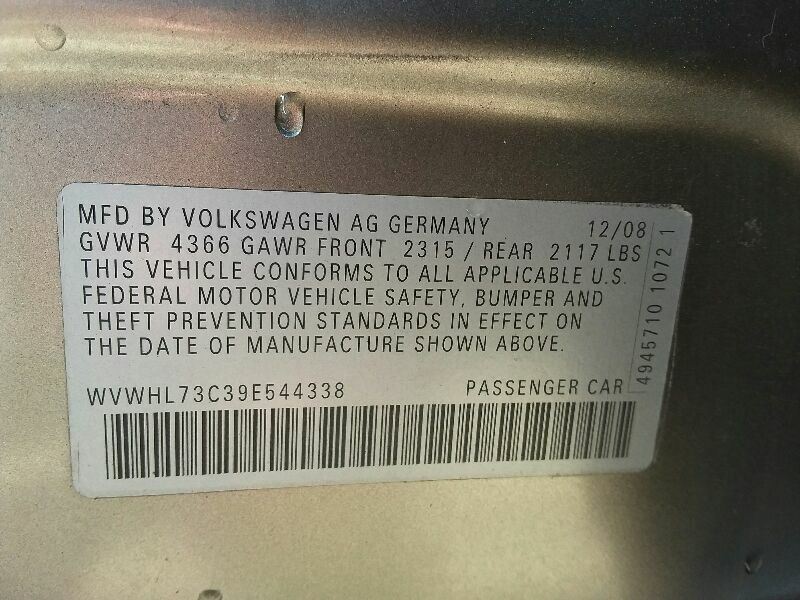 MFD BY VOLKSWAGEN AG GERMANY 12/08
GVWR 4366 GAWR FRONT 2315 / REAR 2117 LBS
THIS VEHICLE CONFORMS TO ALL APPLICABLE U.S.
FEDERAL MOTOR VEHICLE SAFETY, BUMPER AND
THEFT PREVENTION STANDARDS IN EFFECT ON
THE DATE OF MANUFACTURE SHOWN ABOVE.
WVWHL73C39E544338 PASSENGER CAR
4945710 1072 1